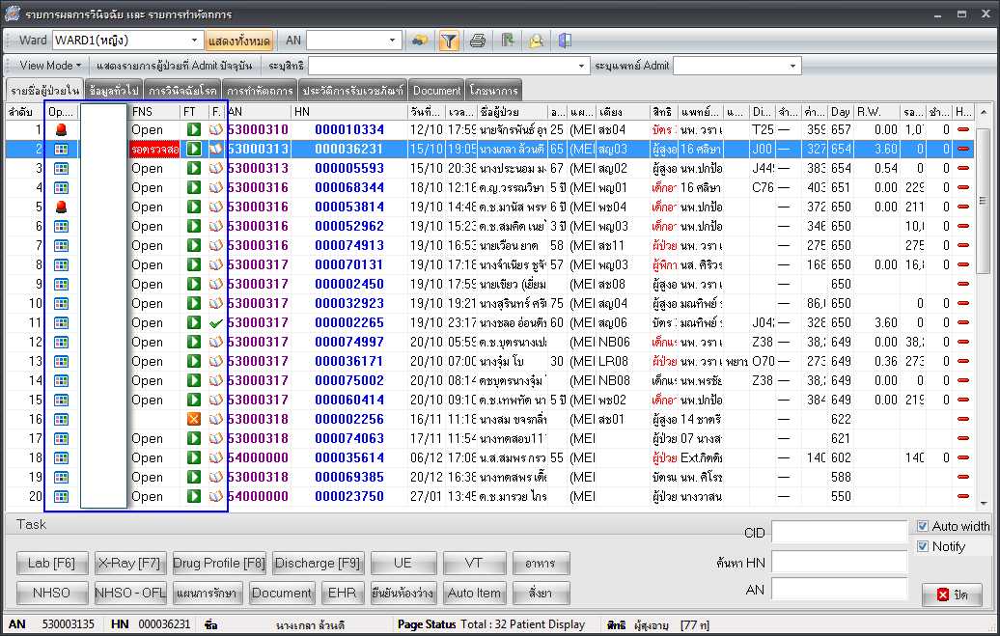 รายการผลการวินิจฉัย และ รายการทำหัตถการ
Ward WARD1(หญิง) แสดงทั้งหมด AN
View Mode แสดงรายการผู้ป่วยที่ Admit ปัจจุบัน ระบุสิทธิ ระบุแพทย์ Admit
รายชื่อผู้ป่วยใน ข้อมูลทั่วไป การวินิจฉัยโรค การทำหัตถการ ประวัติการรับเวชภัณฑ์ Document โภชนาการ
ลำดับ Op... FNS FT F. AN HN วันที... เวล... ชื่อผู้ป่วย อ... แผ... เตียง สิทธิ แพทย์... แ... Di... จำ... ค่า... Day R.W. รอ... ชำ... H...
1 Open 53000310 000010334 12/10 17:59 65 (MEI สช04 บัตร นพ. วรา T25 — 359 657 0.00 1,0 0
2 รอตรวจสอ 53000313 000036231 15/10 19:05 นางเกลา ล้วนดี 65 (MEI สญ03 ผู้สูงอ 16 ศลิษา J00 — 327 654 3.60 0 0
3 Open 53000313 000005593 15/10 20:38 นางประนอม ม 67 (MEI สญ02 ผู้สูงอ นพ.ปกป้อ J44 — 383 654 0.54 0 0
4 Open 53000316 000068344 18/10 12:16 ด.ญ.วรรณวิษา 5 ปี (MEI พญ01 เด็กอา 16 ศลิษา C76 — 403 651 0.00 229 0
5 Open 53000316 000053814 19/10 14:46 ด.ช.มานัส พรห 6 ปี (MEI พช04 เด็กอา นพ.ปกป้อ — 372 650 0.00 211 0
6 Open 53000316 000052962 19/10 15:23 ด.ช.สมคิด เนย 3 ปี (MEI พญ03 เด็กอา นพ.ปกป้อ — 346 650 0.00 10, 0
7 Open 53000316 000074913 19/10 16:53 นายเวือน ยาด 58 (MEI สช11 ผู้ป่วย นพ.ปกป้อ — 275 650 275 0
8 Open 53000317 000070131 19/10 17:16 นางจำเนียร ชูจั 57 (MEI พญ03 ผู้พิกา นส. ศิริวร — 166 650 0.00 16,8 0
9 Open 53000317 000002450 19/10 17:59 นายเขียว (เยี่ยม (MEI สช08 ผู้สูงอ นพ. วรา — 650
10 Open 53000317 000032923 19/10 19:21 นางสุรินทร์ ศรี 75 (MEI สญ04 ผู้สูงอ มณทิพย์ — 86, 650 0 0
11 Open 53000317 000002265 19/10 23:17 นางชลอ อ่อนตั 60 (MEI สญ06 บัตร มณทิพย์ J04 — 326 650 3.60 0 0
12 Open 53000317 000074997 20/10 05:59 ด.ช.บุตรนางเปล (MEI NB06 เด็กแร นพ. วรา Z38 — 38, 649 0.00 38, 0
13 Open 53000317 000036171 20/10 07:00 นางจุ๋ม โบ 30 (MEI LR08 ผู้ป่วย นพ. วรา พยาบ O70 — 273 649 0.36 273 0
14 Open 53000317 000075002 20/10 08:14 ดชบุตรนางจุ๋ม (MEI NB08 เด็กแร นพ.พรชัย Z38 — 38, 649 0.00 0 0
15 Open 53000317 000060414 20/10 09:10 ด.ช.เทพทัต นา 5 ปี (MEI พช02 เด็กอา นพ.ปกป้อ — 384 649 0.00 219 0
16 53000318 000002256 16/11 11:18 นางสม ขจรกลิ่น (MEI สช01 ผู้สูงอ 14 ชาตรี — 622
17 Open 53000318 000074063 17/11 11:54 นางทดสอบ11 (MEI ผู้ป่วย 07 นางส — 621
18 Open 54000000 000035614 06/12 17:08 น.ส.สมพร กรว 55 (MEI ผู้ป่วย Ext.กิตติ — 140 602 0.00 140 0
19 Open 53000318 000069385 20/12 16:36 นางทดสพร เดี๊ (MEI บัตรผ นพ. ศิโรช — 588
20 Open 54000000 000023750 27/01 13:45 ด.ช.มารวย ไกร (MEI ผู้ป่วย นางวาสน — 550
Task
CID Auto width
Lab [F6] X-Ray [F7] Drug Profile [F8] Discharge [F9] UE VT อาหาร ค้นหา HN Notify
NHSO NHSO - OFL แผนการรักษา Document EHR ยืนยันห้องว่าง Auto Item สั่งยา AN ปิด
AN 530003135 HN 000036231 ชื่อ นางเกลา ล้วนดี Page Status Total : 32 Patient Display สิทธิ ผู้สูงอายุ [77 ท]